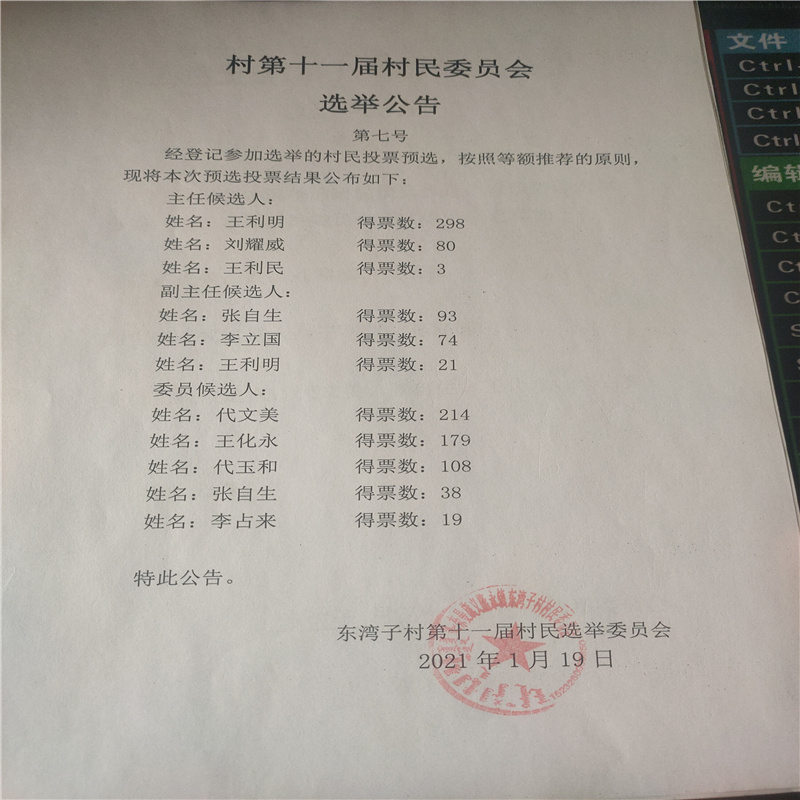 村第十一届村民委员会
选举公告
第七号
经登记参加选举的村民投票预选，按照等额推荐的原则，
现将本次预选投票结果公布如下：
主任候选人：
姓名：王利明 得票数：298
姓名：刘耀威 得票数：80
姓名：王利民 得票数：3
副主任候选人：
姓名：张自生 得票数：93
姓名：李立国 得票数：74
姓名：王利明 得票数：21
委员候选人：
姓名：代文美 得票数：214
姓名：王化永 得票数：179
姓名：代玉和 得票数：108
姓名：张自生 得票数：38
姓名：李占来 得票数：19
特此公告。
东湾子村第十一届村民选举委员会
2021 年 1 月 19 日
文件
Ctrl
Ctrl
Ctrl
Ctrl
编辑